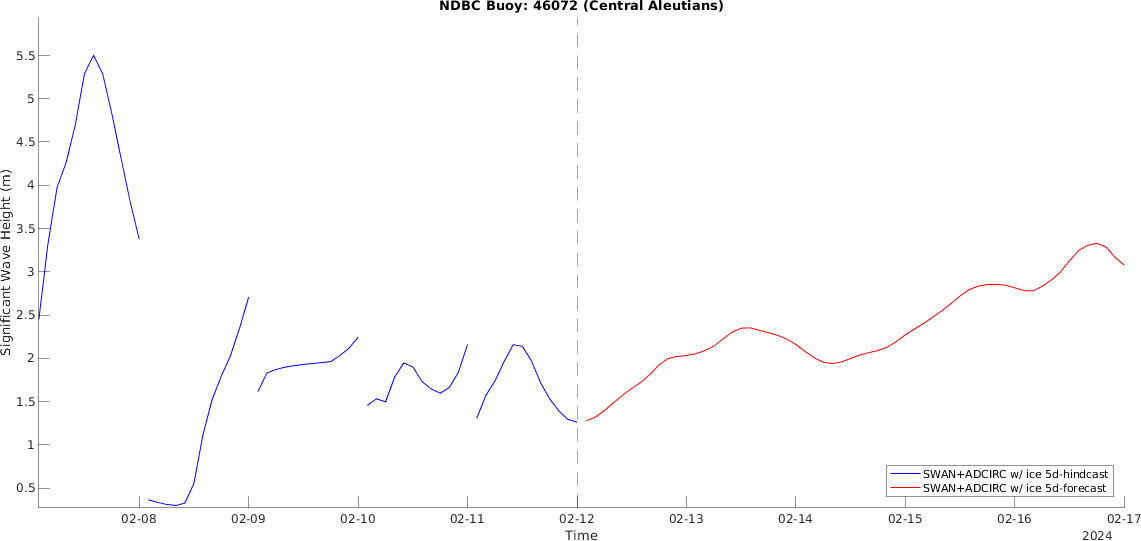 NDBC Buoy: 46072 (Central Aleutians)
Significant Wave Height (m)
5.5
5
4.5
4
3.5
3
2.5
2
1.5
1
0.5
SWAN+ADCIRC w/ ice 5d-hindcast
SWAN+ADCIRC w/ ice 5d-forecast
02-08 02-09 02-10 02-11 02-12 02-13 02-14 02-15 02-16 02-17
Time
2024